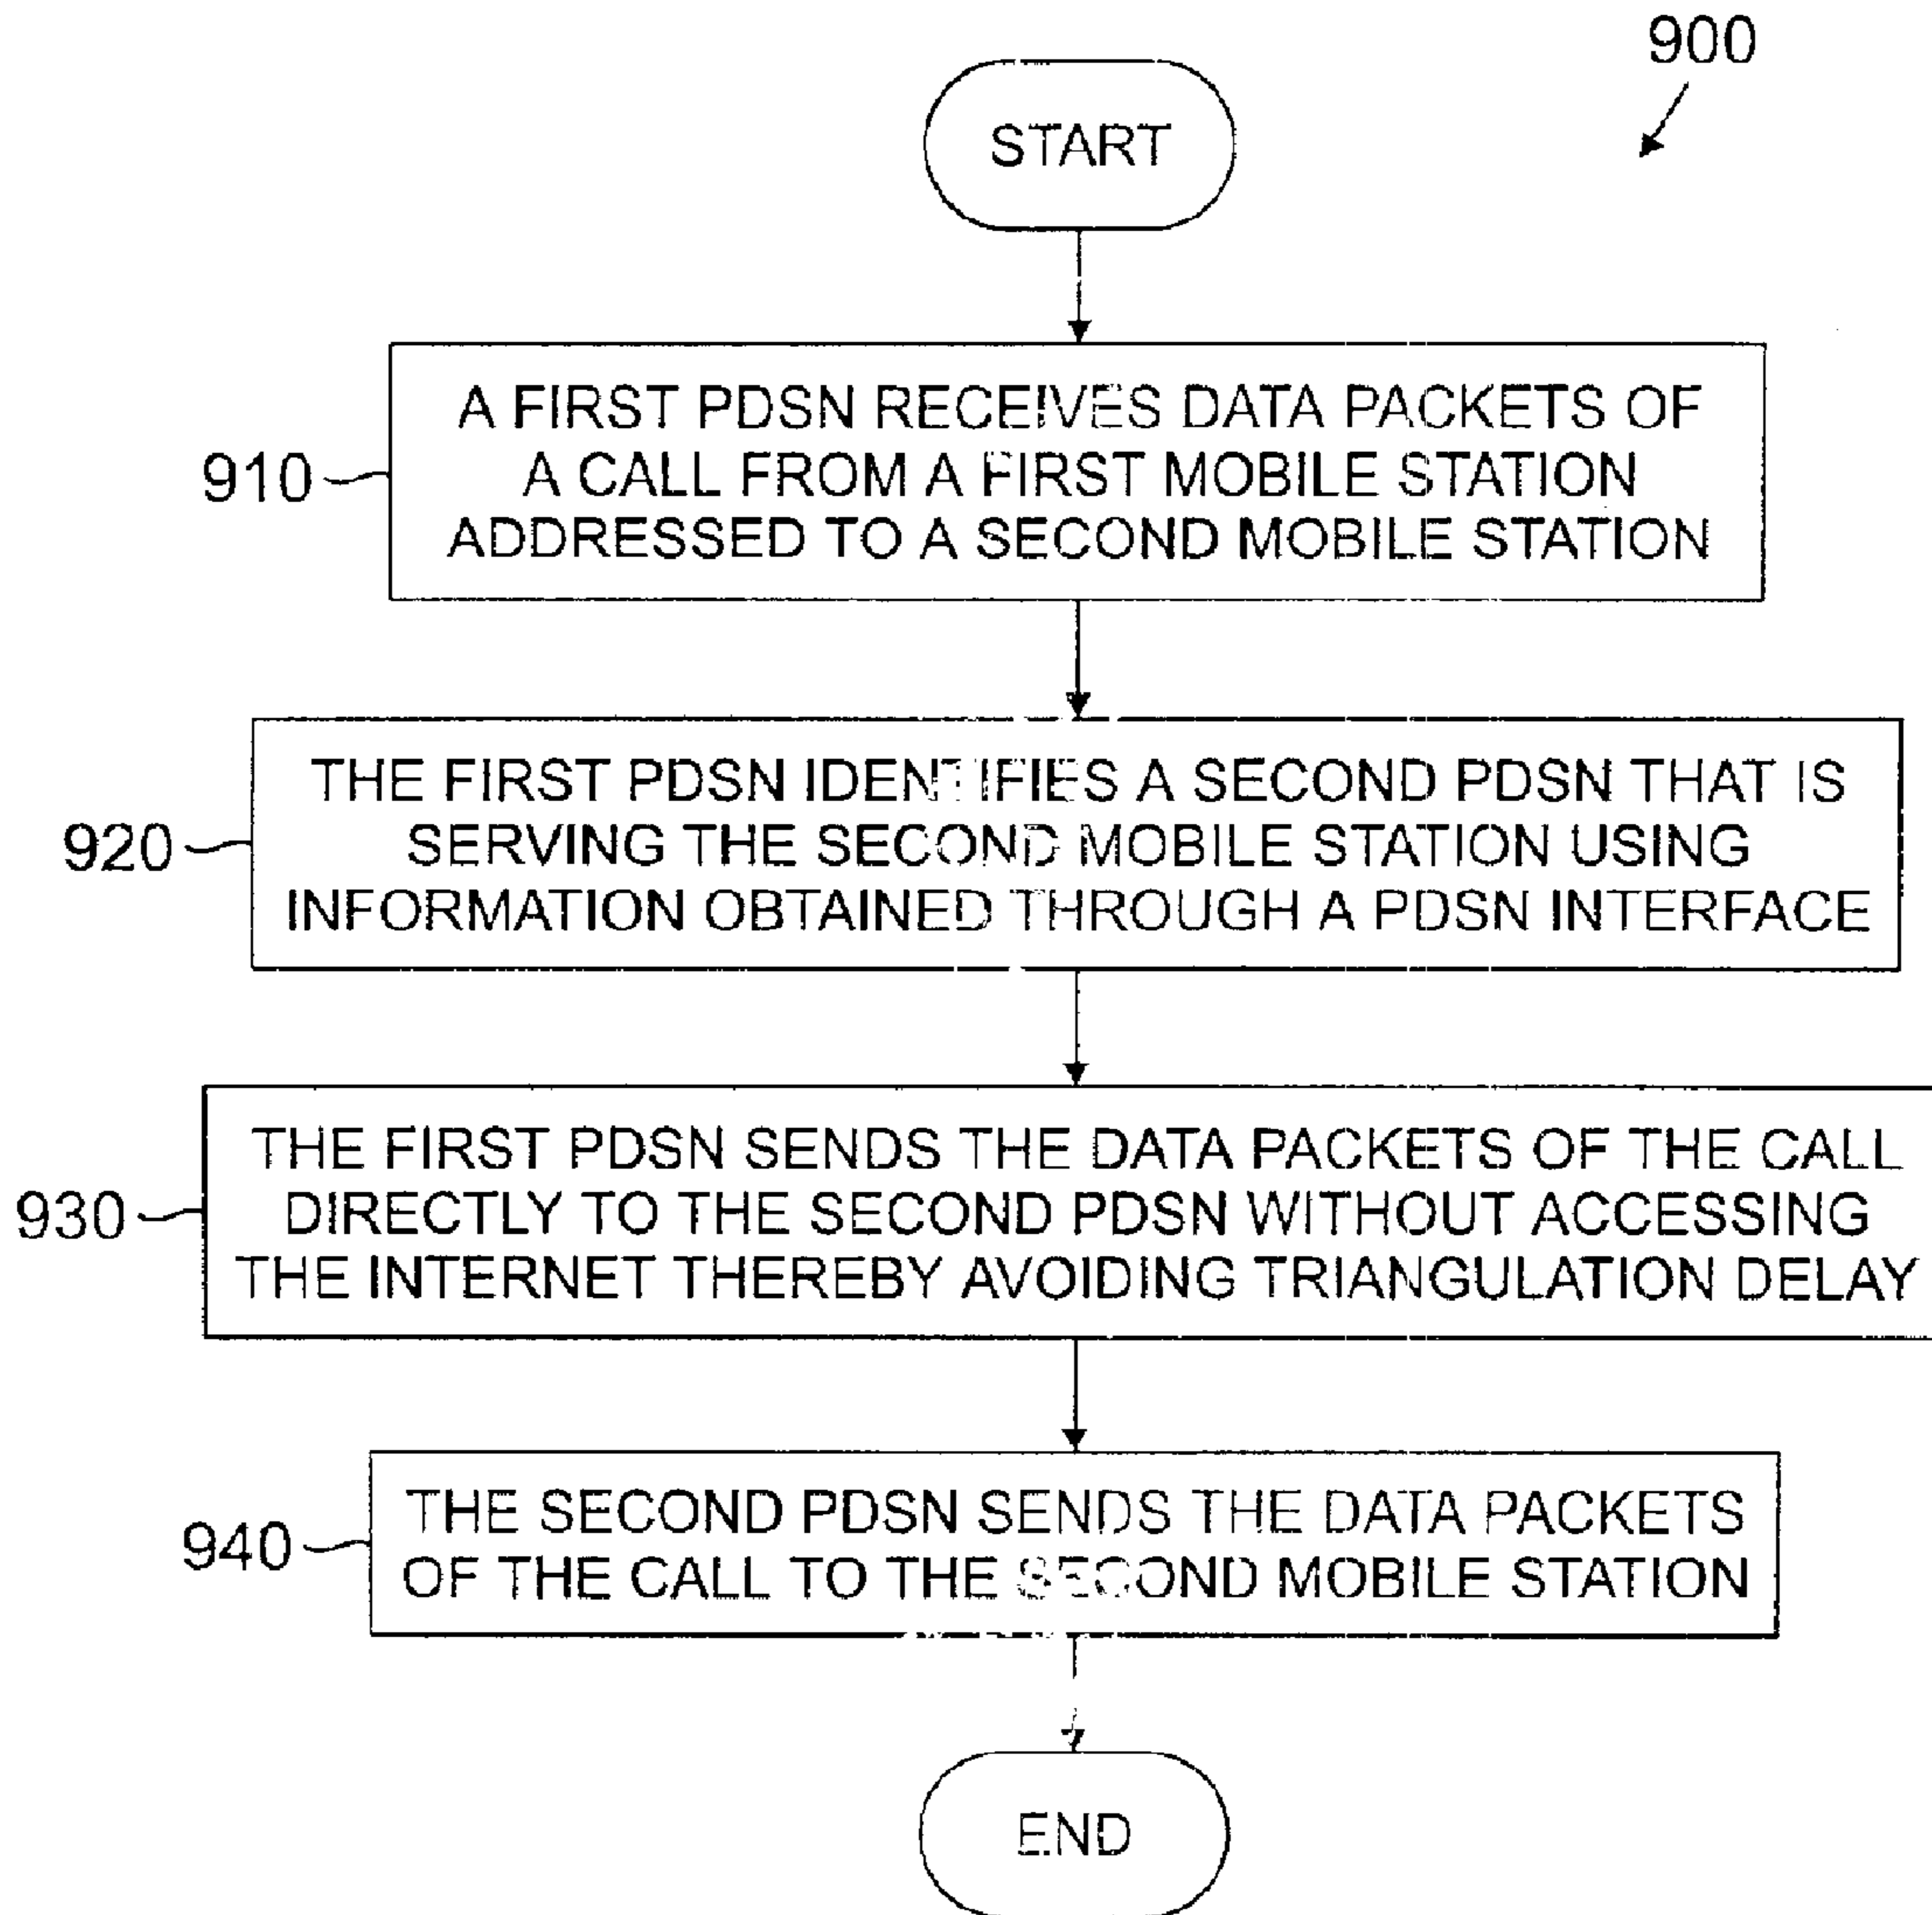 900
START
A FIRST PDSN RECEIVES DATA PACKETS OF
A CALL FROM A FIRST MOBILE STATION
ADDRESSED TO A SECOND MOBILE STATION
910
THE FIRST PDSN IDENTIFIES A SECOND PDSN THAT IS
SERVING THE SECOND MOBILE STATION USING
INFORMATION OBTAINED THROUGH A PDSN INTERFACE
920
THE FIRST PDSN SENDS THE DATA PACKETS OF THE CALL
DIRECTLY TO THE SECOND PDSN WITHOUT ACCESSING
THE INTERNET THEREBY AVOIDING TRIANGULATION DELAY
930
THE SECOND PDSN SENDS THE DATA PACKETS
OF THE CALL TO THE SECOND MOBILE STATION
940
END